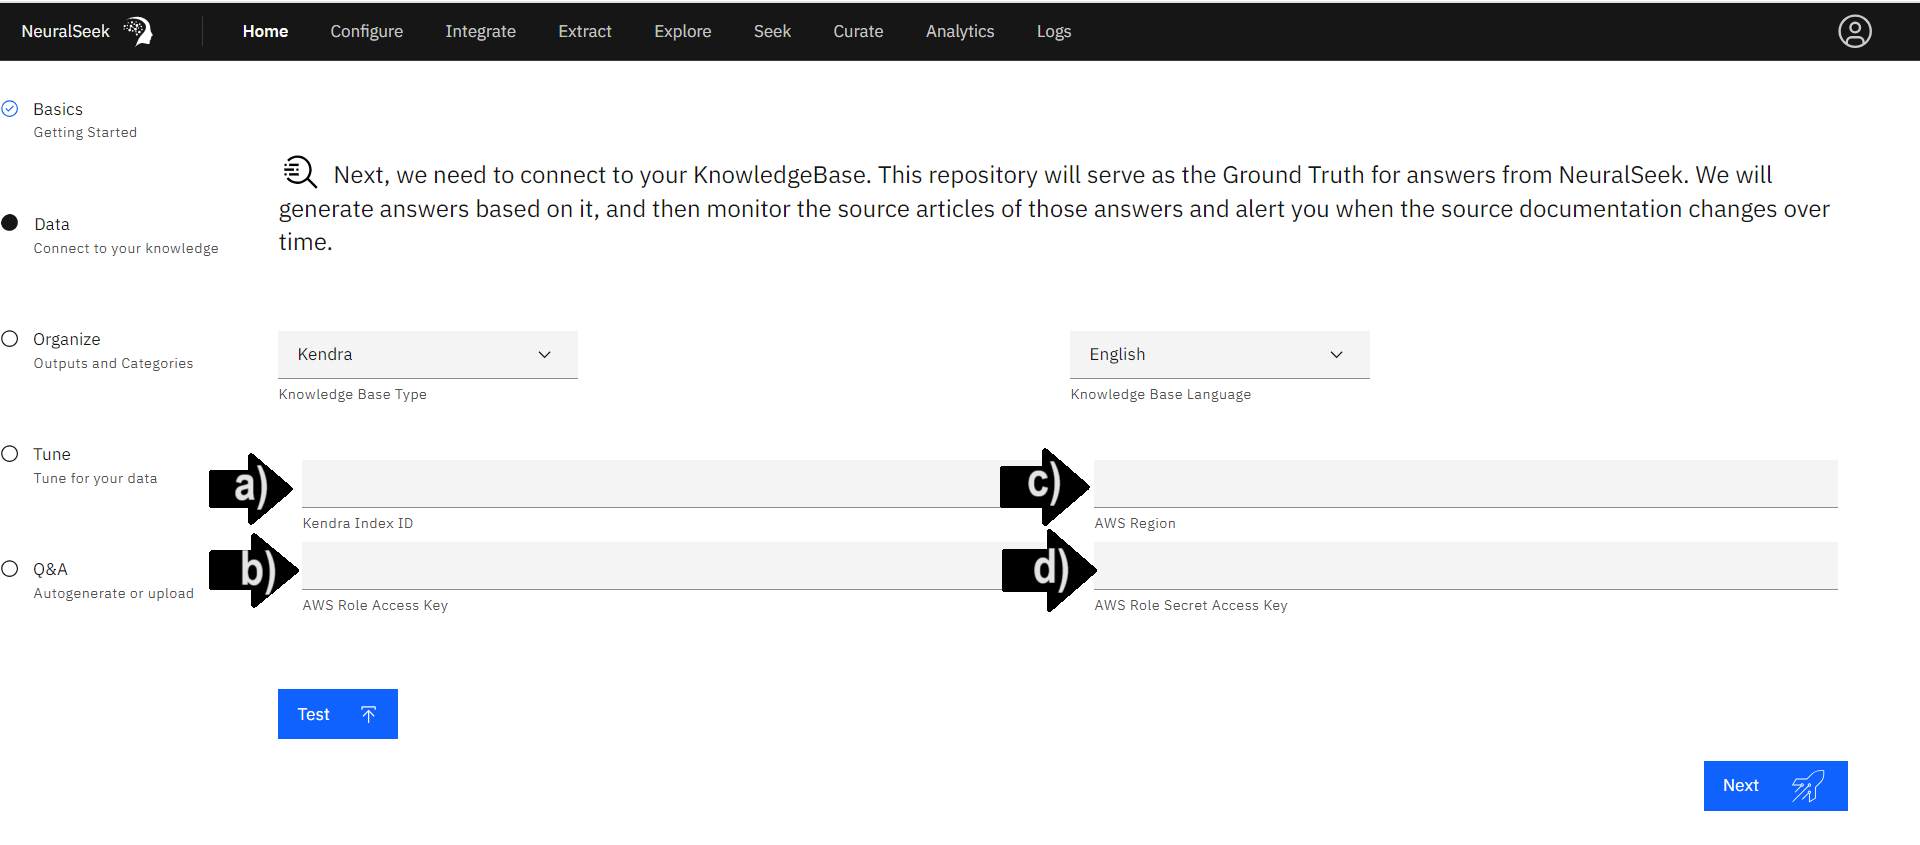 NeuralSeek
Home Configure Integrate Extract Explore Seek Curate Analytics Logs
Basics
Getting Started
Data
Connect to your knowledge
Organize
Outputs and Categories
Tune
Tune for your data
Q&A
Autogenerate or upload
Next, we need to connect to your KnowledgeBase. This repository will serve as the Ground Truth for answers from NeuralSeek. We will
generate answers based on it, and then monitor the source articles of those answers and alert you when the source documentation changes over
time.
Kendra
Knowledge Base Type
English
Knowledge Base Language
a)
Kendra Index ID
c)
AWS Region
b)
AWS Role Access Key
d)
AWS Role Secret Access Key
Test
Next